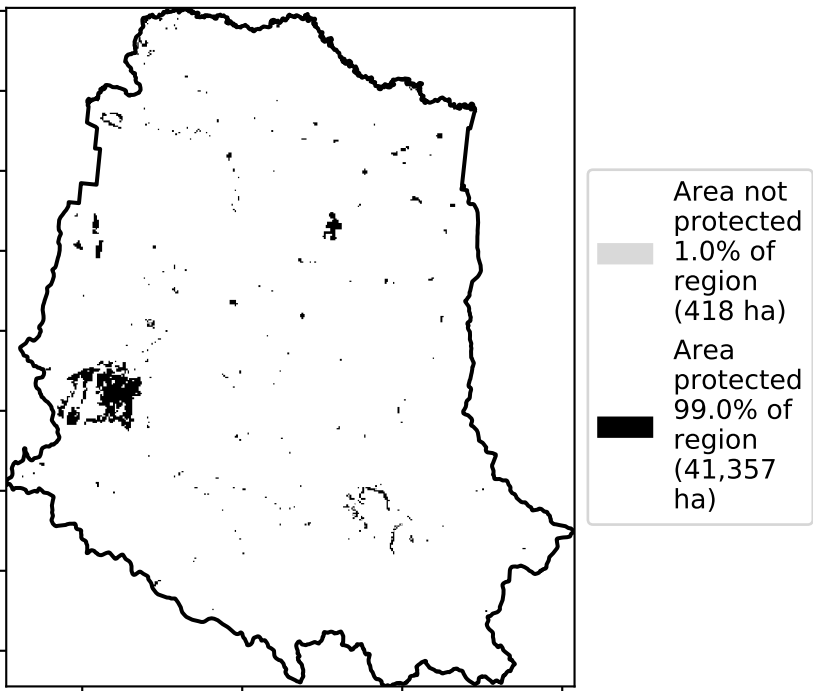 Area not
protected
1.0% of
region
(418 ha)
Area
protected
99.0% of
region
(41,357
ha)